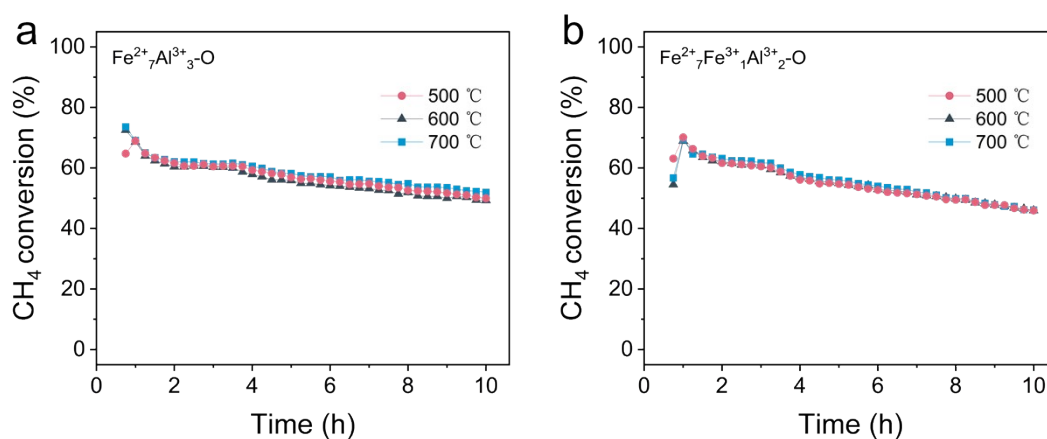 a
Fe²⁺₇Al³⁺₃-O
500 ℃
600 ℃
700 ℃
100
80
60
40
20
0
CH₄ conversion (%)
0 2 4 6 8 10
Time (h)
b
Fe²⁺₇Fe³⁺₁Al³⁺₂-O
500 ℃
600 ℃
700 ℃
100
80
60
40
20
0
CH₄ conversion (%)
0 2 4 6 8 10
Time (h)